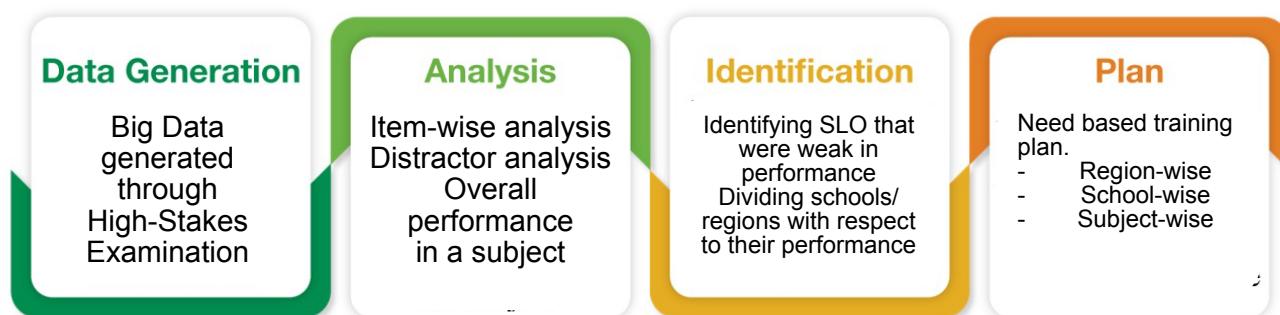 Data Generation
Big Data
generated
through
High-Stakes
Examination
Analysis
Item-wise analysis
Distractor analysis
Overall
performance
in a subject
Identification
Identifying SLO that
were weak in
performance
Dividing schools/
regions with respect
to their performance
Plan
Need based training
plan.
- Region-wise
- School-wise
- Subject-wise